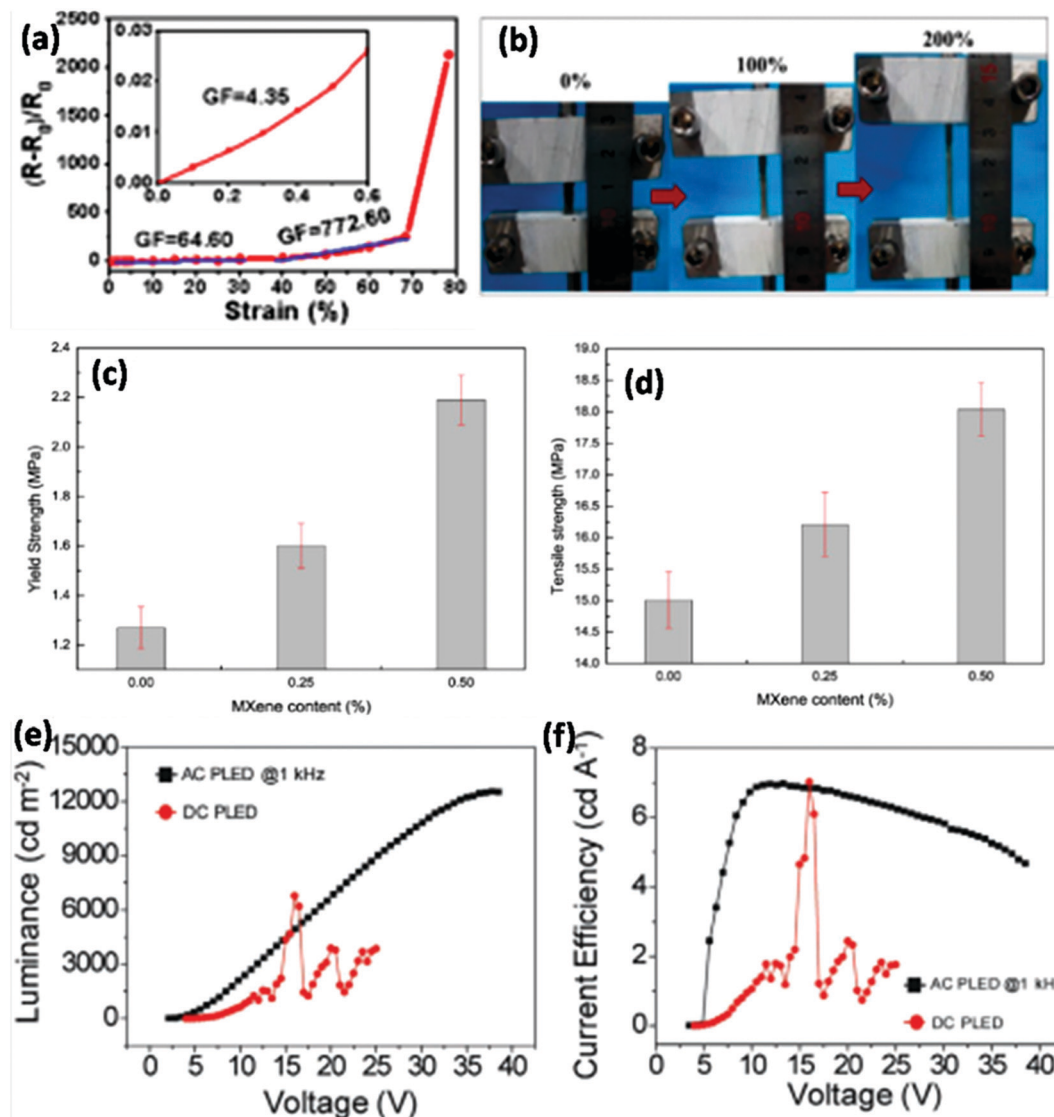 (a)
(R-R0)/R0
2500
2000
1500
1000
500
0
0.03
0.02
0.01
0.00
GF=4.35
0.0 0.2 0.4 0.6
GF=64.60
GF=772.60
0 10 20 30 40 50 60 70 80
Strain (%)
(b)
0%
100%
200%
(c)
Yield Strength (MPa)
2.4
2.2
2.0
1.8
1.6
1.4
1.2
0.00 0.25 0.50
MXene content (%)
(d)
Tensile strength (MPa)
19.0
18.5
18.0
17.5
17.0
16.5
16.0
15.5
15.0
14.5
14.0
0.00 0.25 0.50
MXene content (%)
(e)
Luminance (cd m-2)
15000
12000
9000
6000
3000
0
AC PLED @1 kHz
DC PLED
0 5 10 15 20 25 30 35 40
Voltage (V)
(f)
Current Efficiency (cd A-1)
8
6
4
2
0
AC PLED @1 kH
DC PLED
0 5 10 15 20 25 30 35 40
Voltage (V)